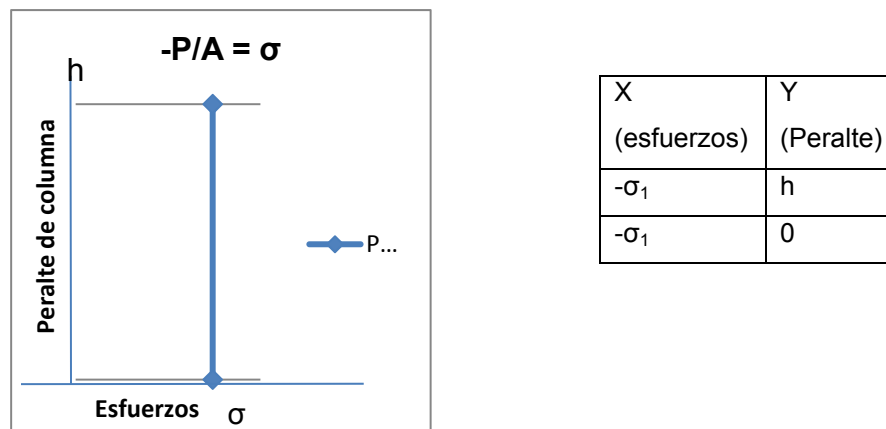 -P/A = σ
h
Peralte de columna
P...
Esfuerzos σ
X
(esfuerzos)
Y
(Peralte)
-σ₁
h
-σ₁
0